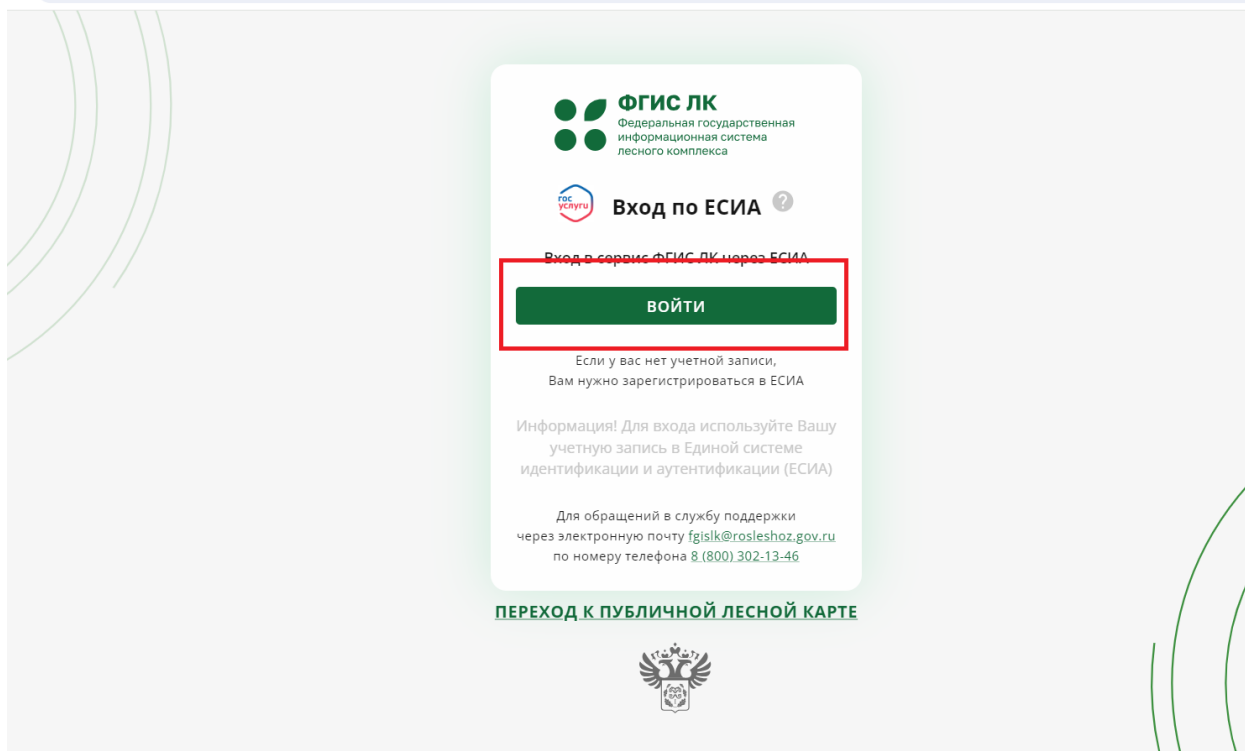 ФГИС ЛК
Федеральная государственная
информационная система
лесного комплекса
гос
услуги
Вход по ЕСИА ?
Вход в сервис ФГИС ЛК через ЕСИА
ВОЙТИ
Если у вас нет учетной записи,
Вам нужно зарегистрироваться в ЕСИА
Информация! Для входа используйте Вашу
учетную запись в Единой системе
идентификации и аутентификации (ЕСИА)
Для обращений в службу поддержки
через электронную почту fgislk@rosleshoz.gov.ru
по номеру телефона 8 (800) 302-13-46
ПЕРЕХОД К ПУБЛИЧНОЙ ЛЕСНОЙ КАРТЕ